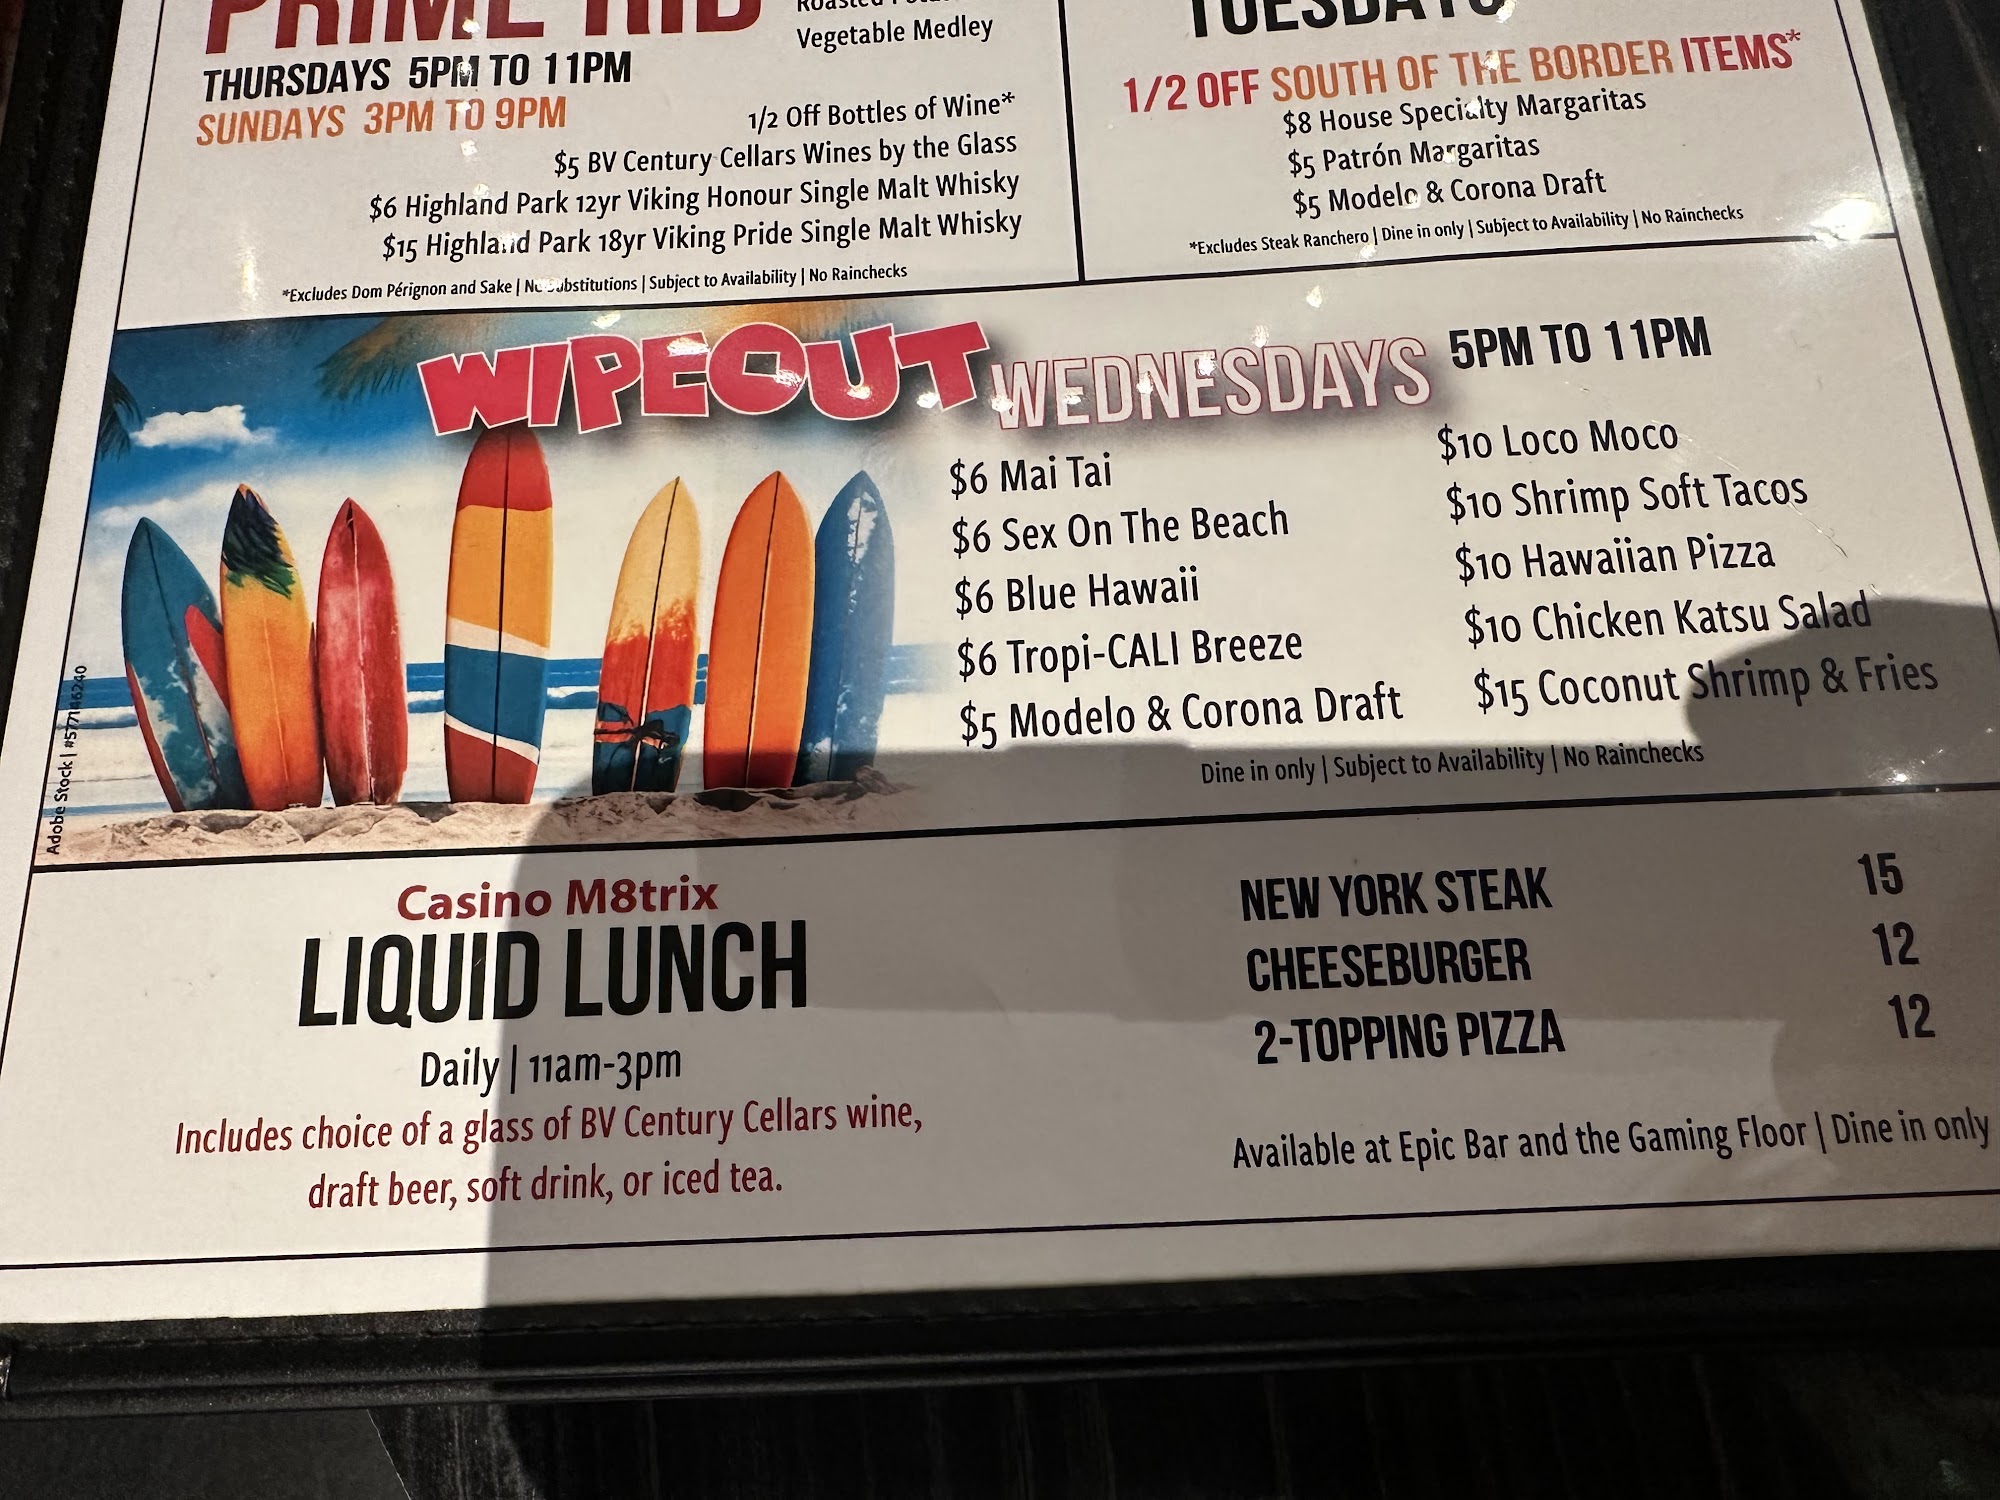 PRIME RIB
Vegetable Medley
THURSDAYS 5PM TO 11PM
SUNDAYS 3PM TO 9PM
1/2 Off Bottles of Wine*
$5 BV Century Cellars Wines by the Glass
$6 Highland Park 12yr Viking Honour Single Malt Whisky
$15 Highland Park 18yr Viking Pride Single Malt Whisky
*Excludes Dom Pérignon and Sake | No Substitutions | Subject to Availability | No Rainchecks
TUESDAYS
1/2 OFF SOUTH OF THE BORDER ITEMS*
$8 House Specialty Margaritas
$5 Patrón Margaritas
$5 Modelo & Corona Draft
*Excludes Steak Ranchero | Dine in only | Subject to Availability | No Rainchecks
WIPEOUT WEDNESDAYS 5PM TO 11PM
$6 Mai Tai
$6 Sex On The Beach
$6 Blue Hawaii
$6 Tropi-CALI Breeze
$5 Modelo & Corona Draft
$10 Loco Moco
$10 Shrimp Soft Tacos
$10 Hawaiian Pizza
$10 Chicken Katsu Salad
$15 Coconut Shrimp & Fries
Dine in only | Subject to Availability | No Rainchecks
Adobe Stock | #577146240
Casino M8trix
LIQUID LUNCH
Daily | 11am-3pm
Includes choice of a glass of BV Century Cellars wine,
draft beer, soft drink, or iced tea.
NEW YORK STEAK 15
CHEESEBURGER 12
2-TOPPING PIZZA 12
Available at Epic Bar and the Gaming Floor | Dine in only